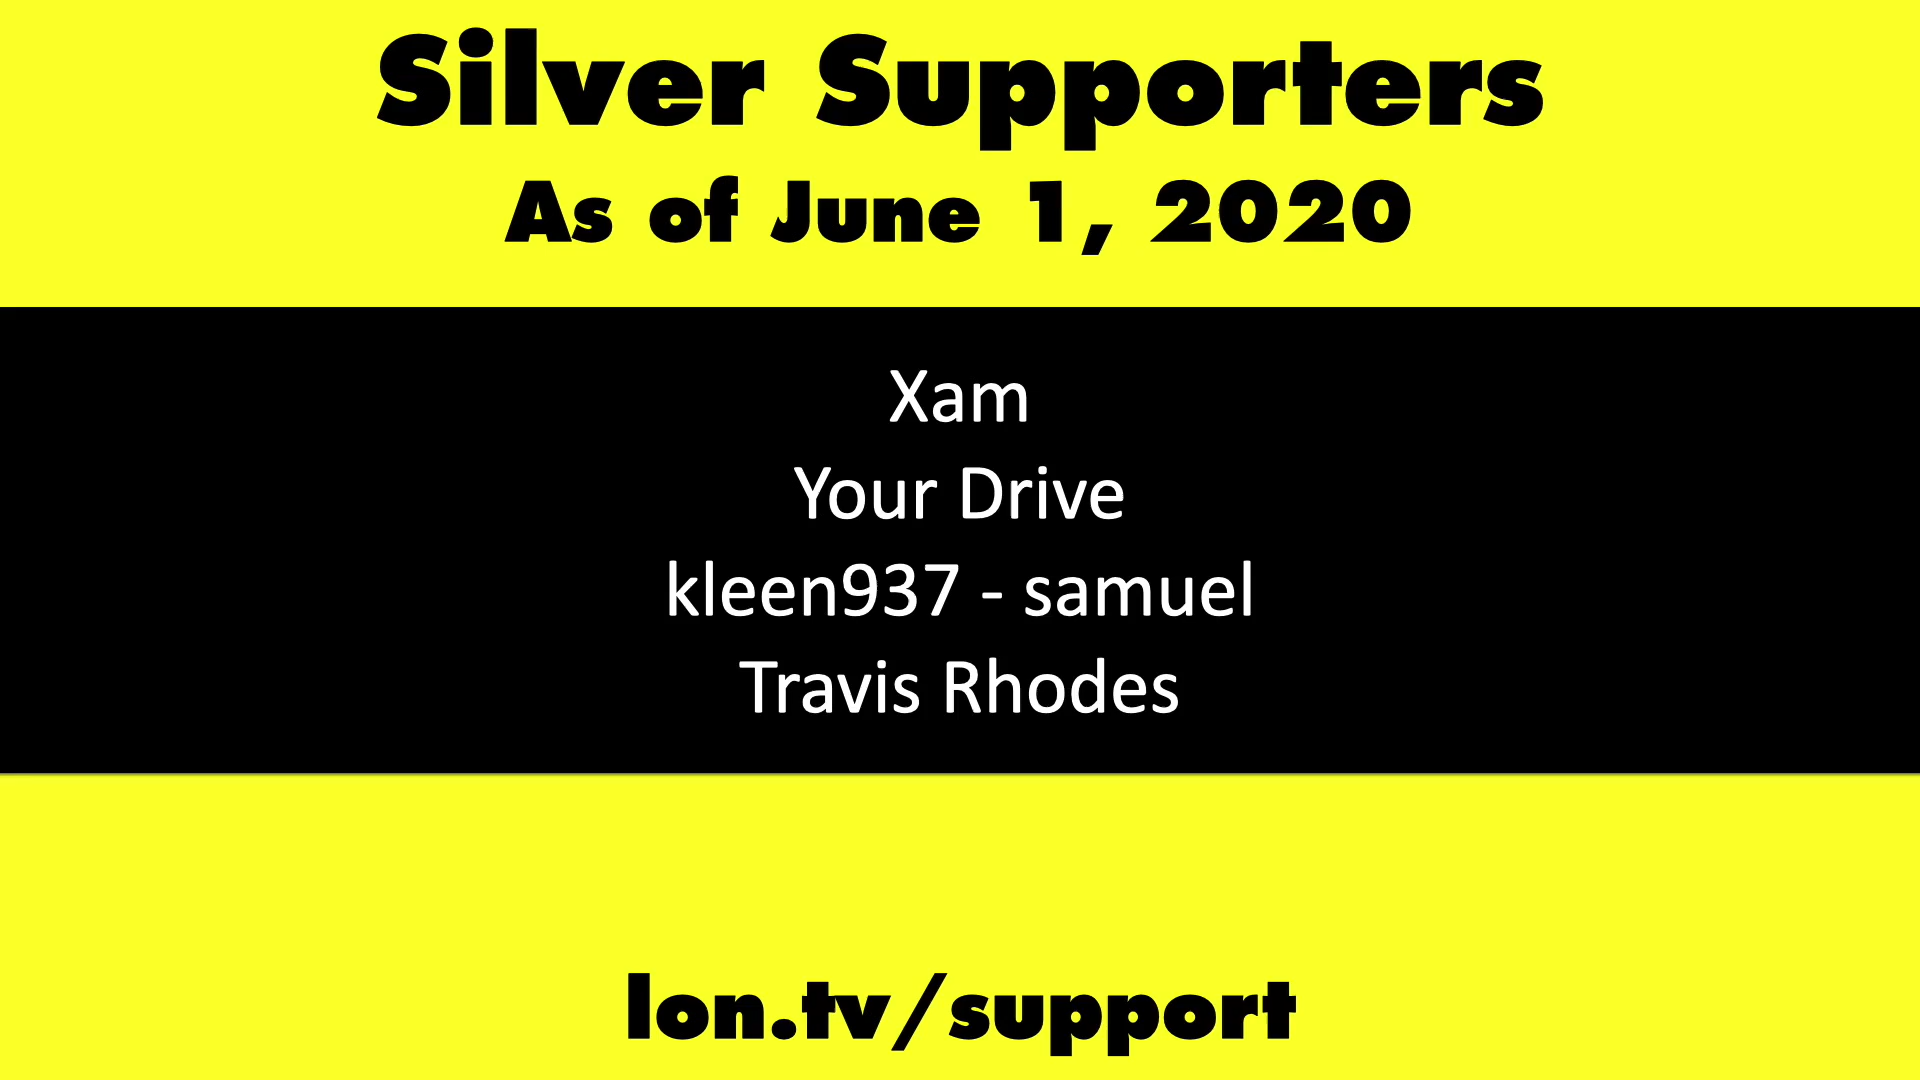 Silver Supporters
As of June 1, 2020
Xam
Your Drive
kleen937 - samuel
Travis Rhodes
lon.tv/support